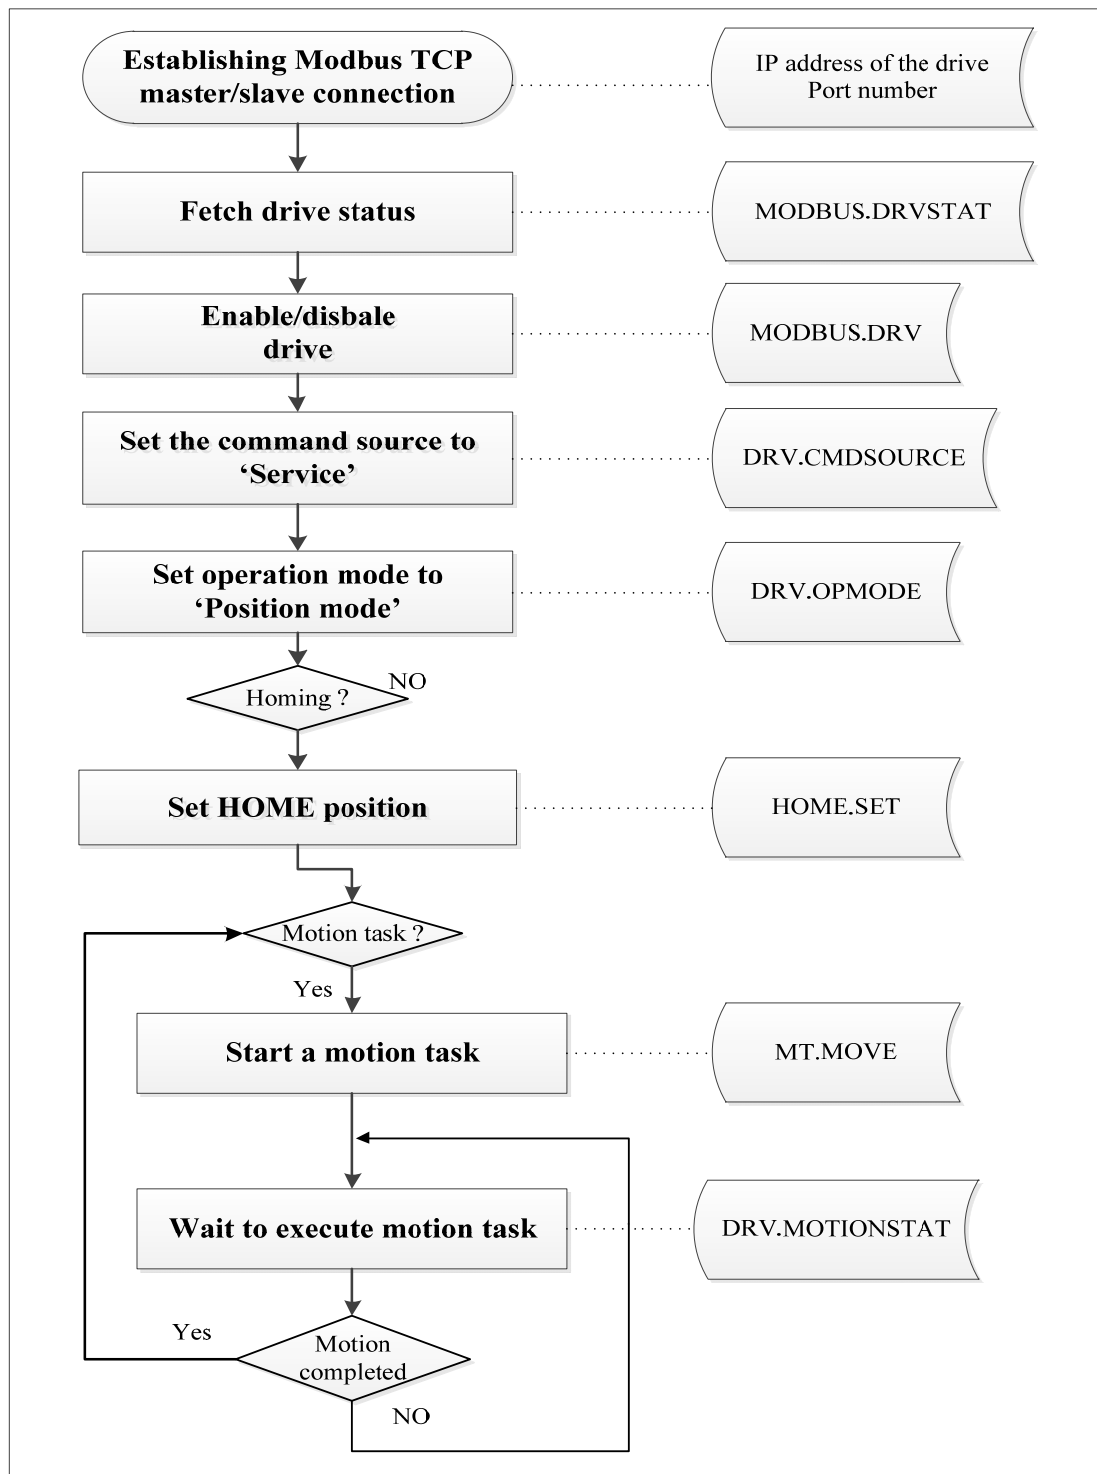 Establishing Modbus TCP
master/slave connection
IP address of the drive
Port number
Fetch drive status
MODBUS.DRVSTAT
Enable/disbale
drive
MODBUS.DRV
Set the command source to
‘Service’
DRV.CMDSOURCE
Set operation mode to
‘Position mode’
DRV.OPMODE
Homing ?
NO
Set HOME position
HOME.SET
Motion task ?
Yes
Start a motion task
MT.MOVE
Wait to execute motion task
DRV.MOTIONSTAT
Yes
Motion
completed
NO